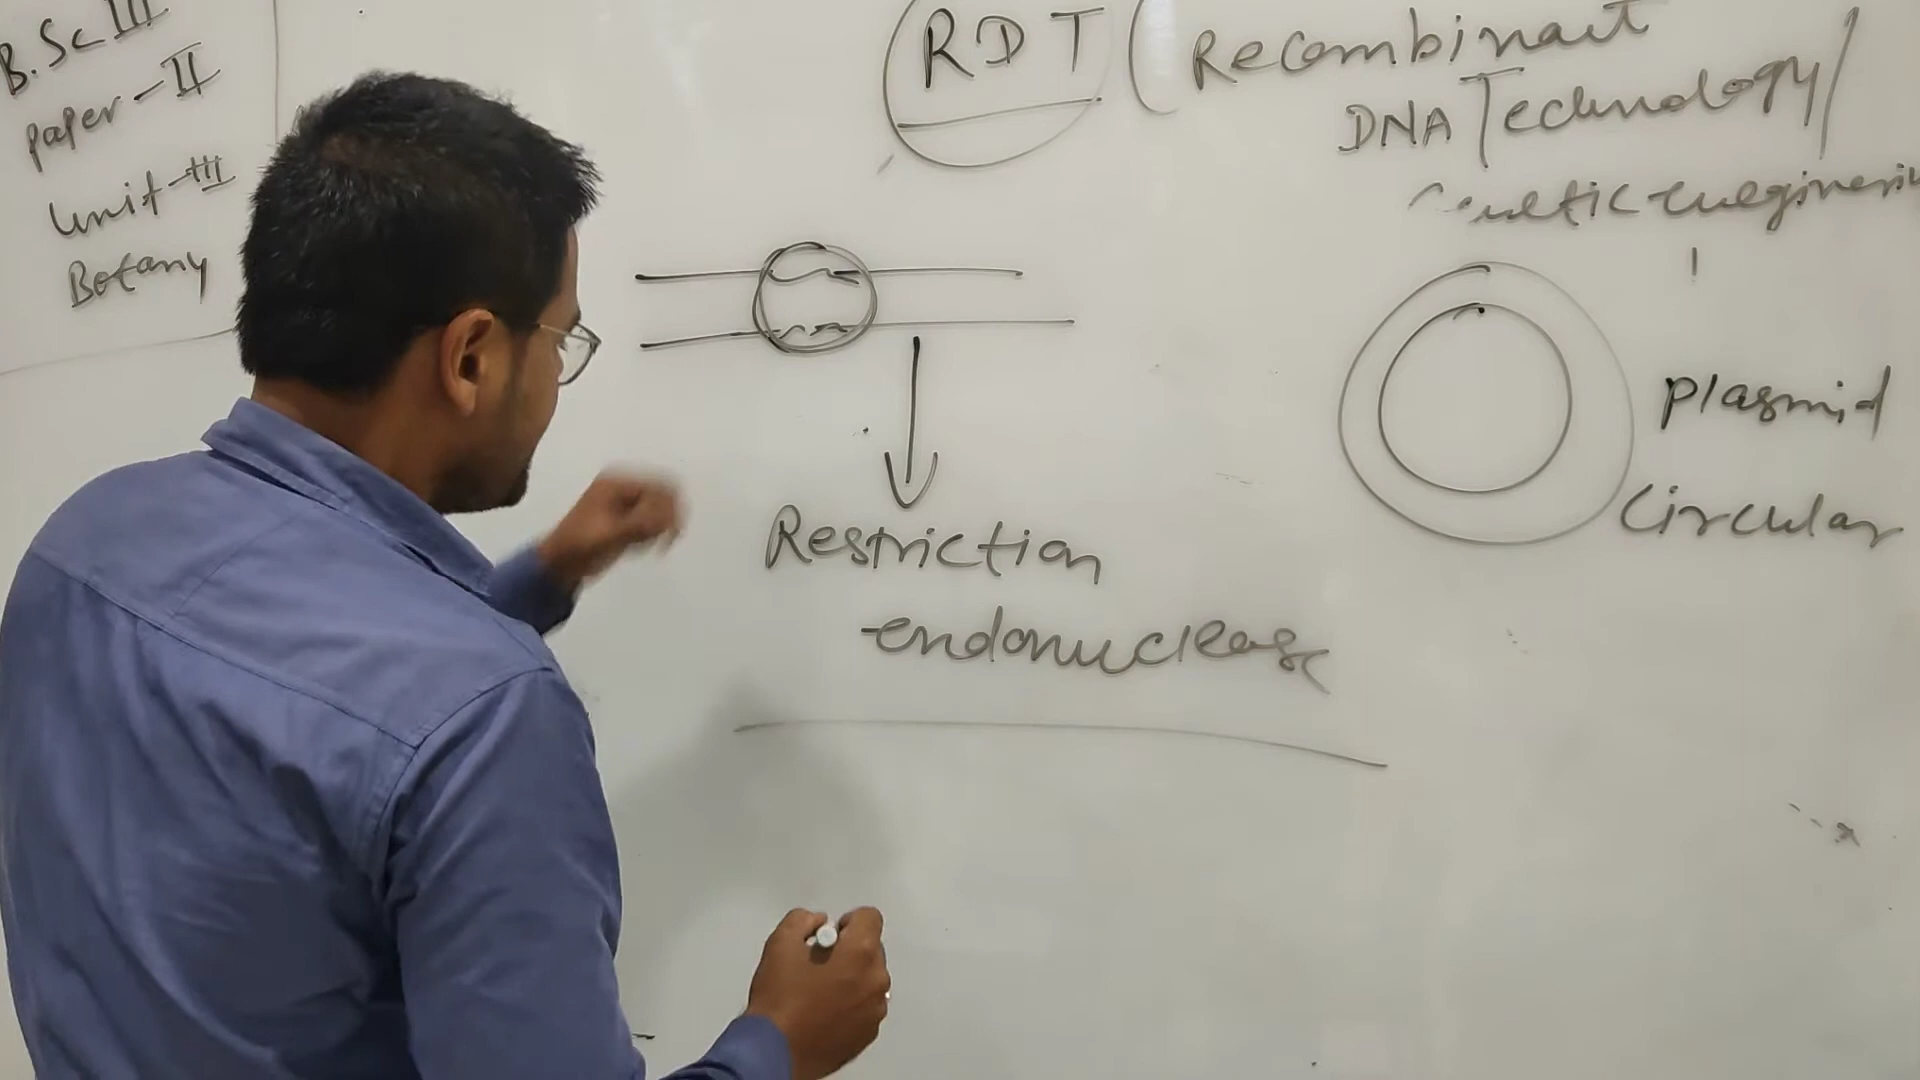 B.Sc III
paper-II
Unit-III
Botany
RDT (Recombinant
DNA Technology/
Plasmid
Circular
Restriction
-endonuclease